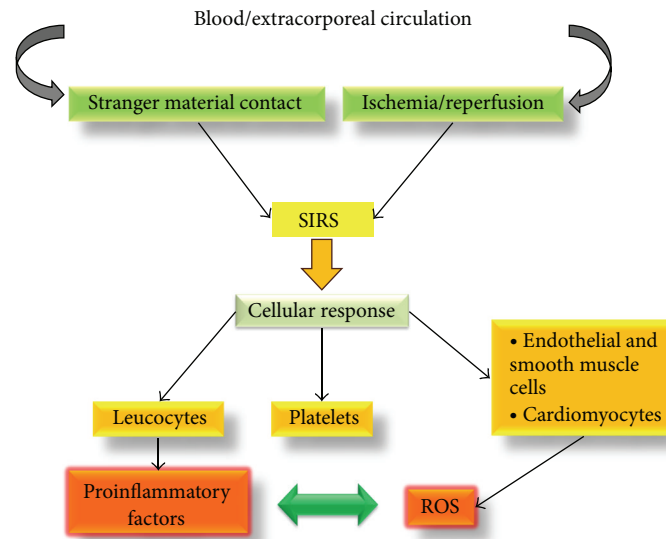 Blood/extracorporeal circulation
Stranger material contact
Ischemia/reperfusion
SIRS
Cellular response
• Endothelial and
smooth muscle
cells
• Cardiomyocytes
Leucocytes
Platelets
Proinflammatory
factors
ROS